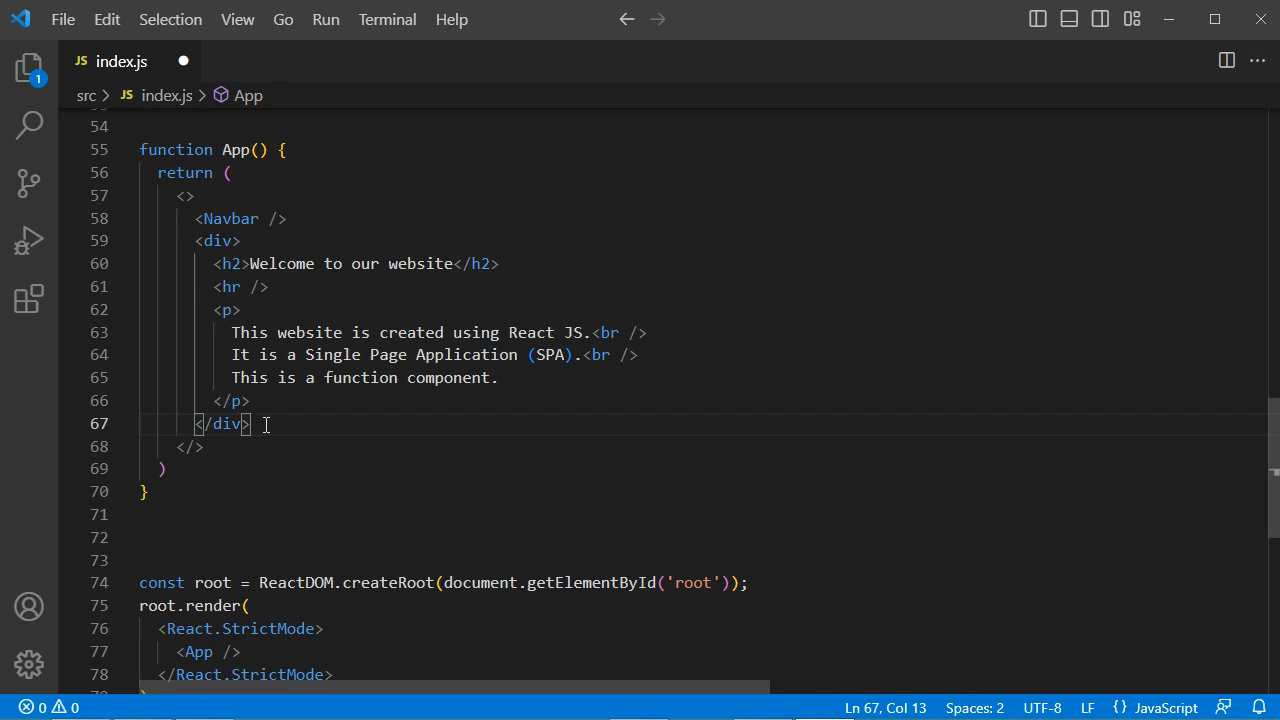 File Edit Selection View Go Run Terminal Help
JS index.js
1
src > JS index.js > App
54
55 function App() {
56 return (
57 <>
58 <Navbar />
59 <div>
60 <h2>Welcome to our website</h2>
61 <hr />
62 <p>
63 This website is created using React JS.<br />
64 It is a Single Page Application (SPA).<br />
65 This is a function component.
66 </p>
67 </div>
68 </>
69 )
70 }
71
72
73
74 const root = ReactDOM.createRoot(document.getElementById('root'));
75 root.render(
76 <React.StrictMode>
77 <App />
78 </React.StrictMode>
0 0 Ln 67, Col 13 Spaces: 2 UTF-8 LF {} JavaScript